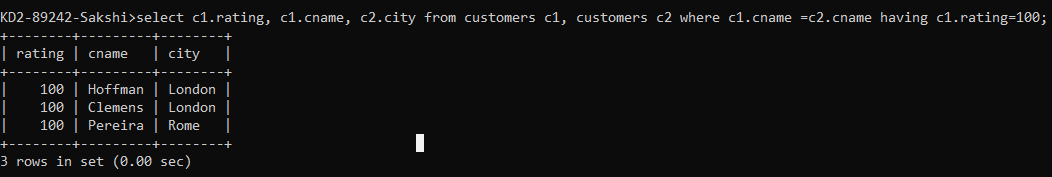 KD2-89242-Sakshi>select c1.rating, c1.cname, c2.city from customers c1, customers c2 where c1.cname =c2.cname having c1.rating=100;
+--------+---------+--------+
| rating | cname   | city   |
+--------+---------+--------+
|    100 | Hoffman | London |
|    100 | Clemens | London |
|    100 | Pereira | Rome   |
+--------+---------+--------+
3 rows in set (0.00 sec)